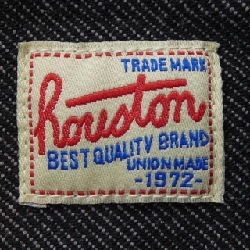 TRADE MARK
houston
BEST QUALITY BRAND
UNION MADE
-1972-